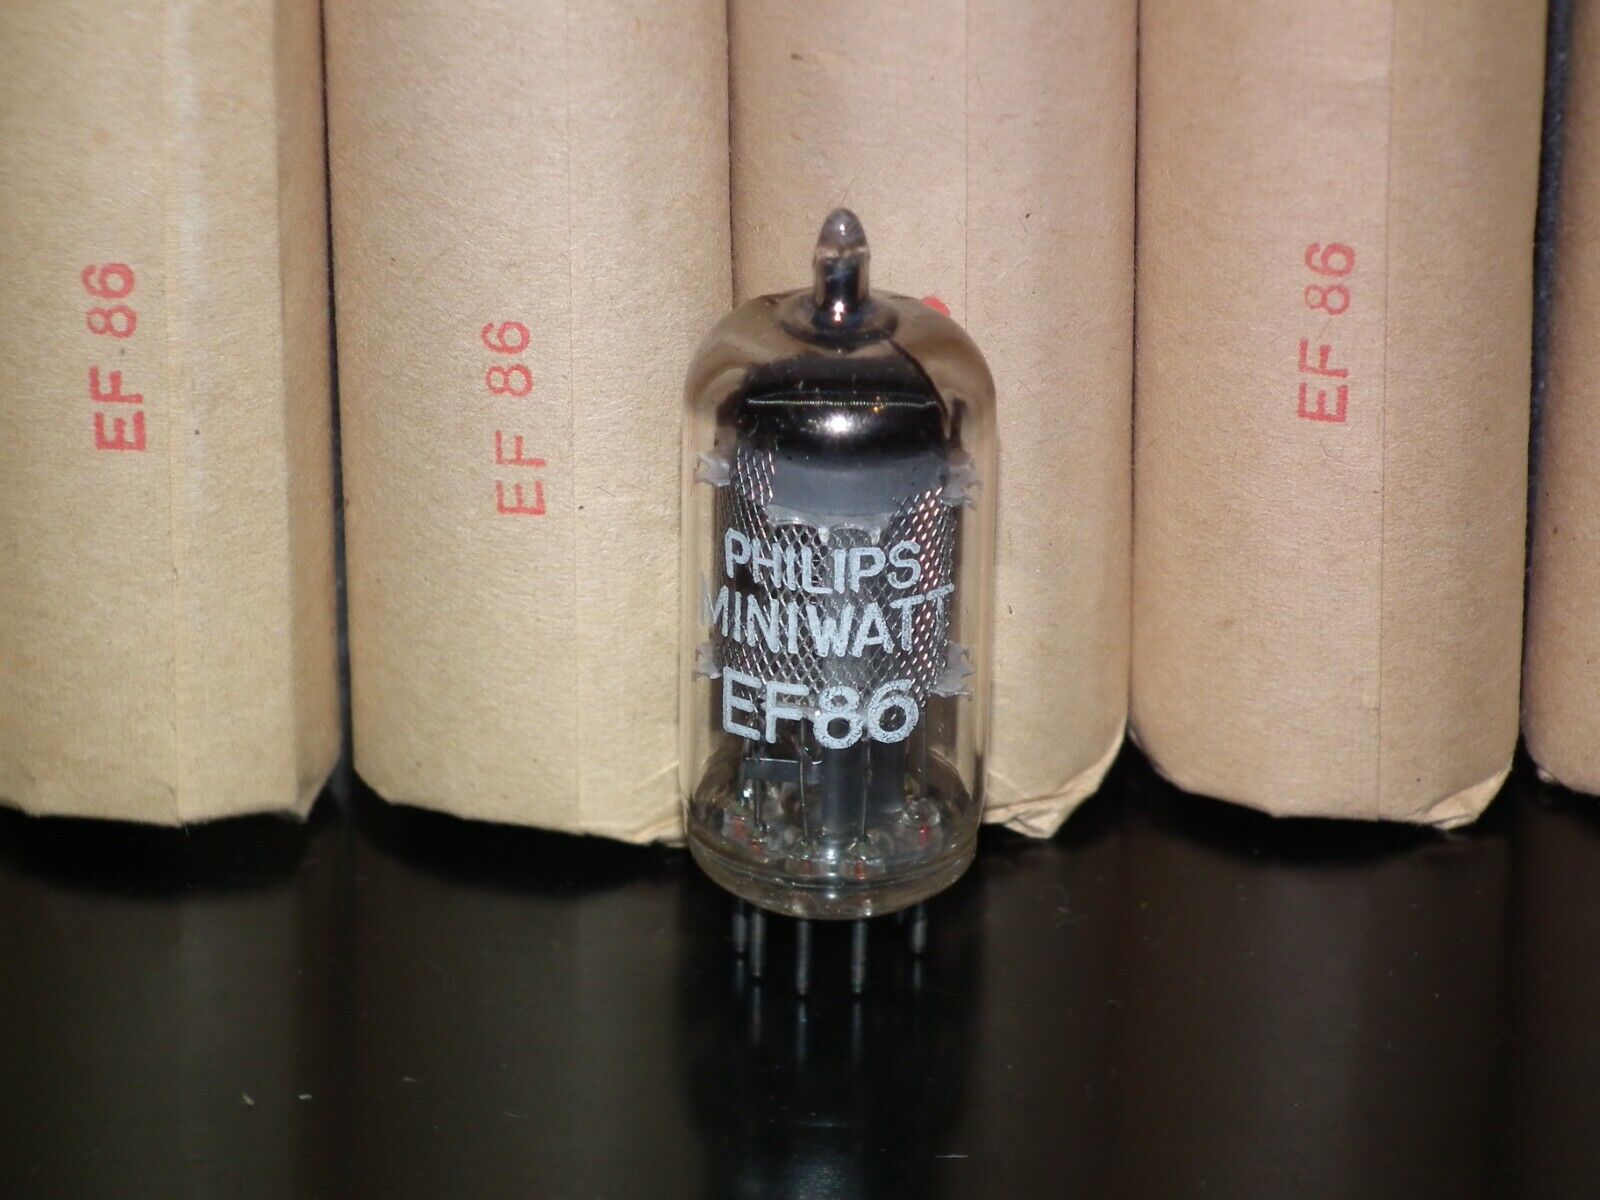 EF 86
EF 86
EF 86
PHILIPS
MINIWATT
EF86